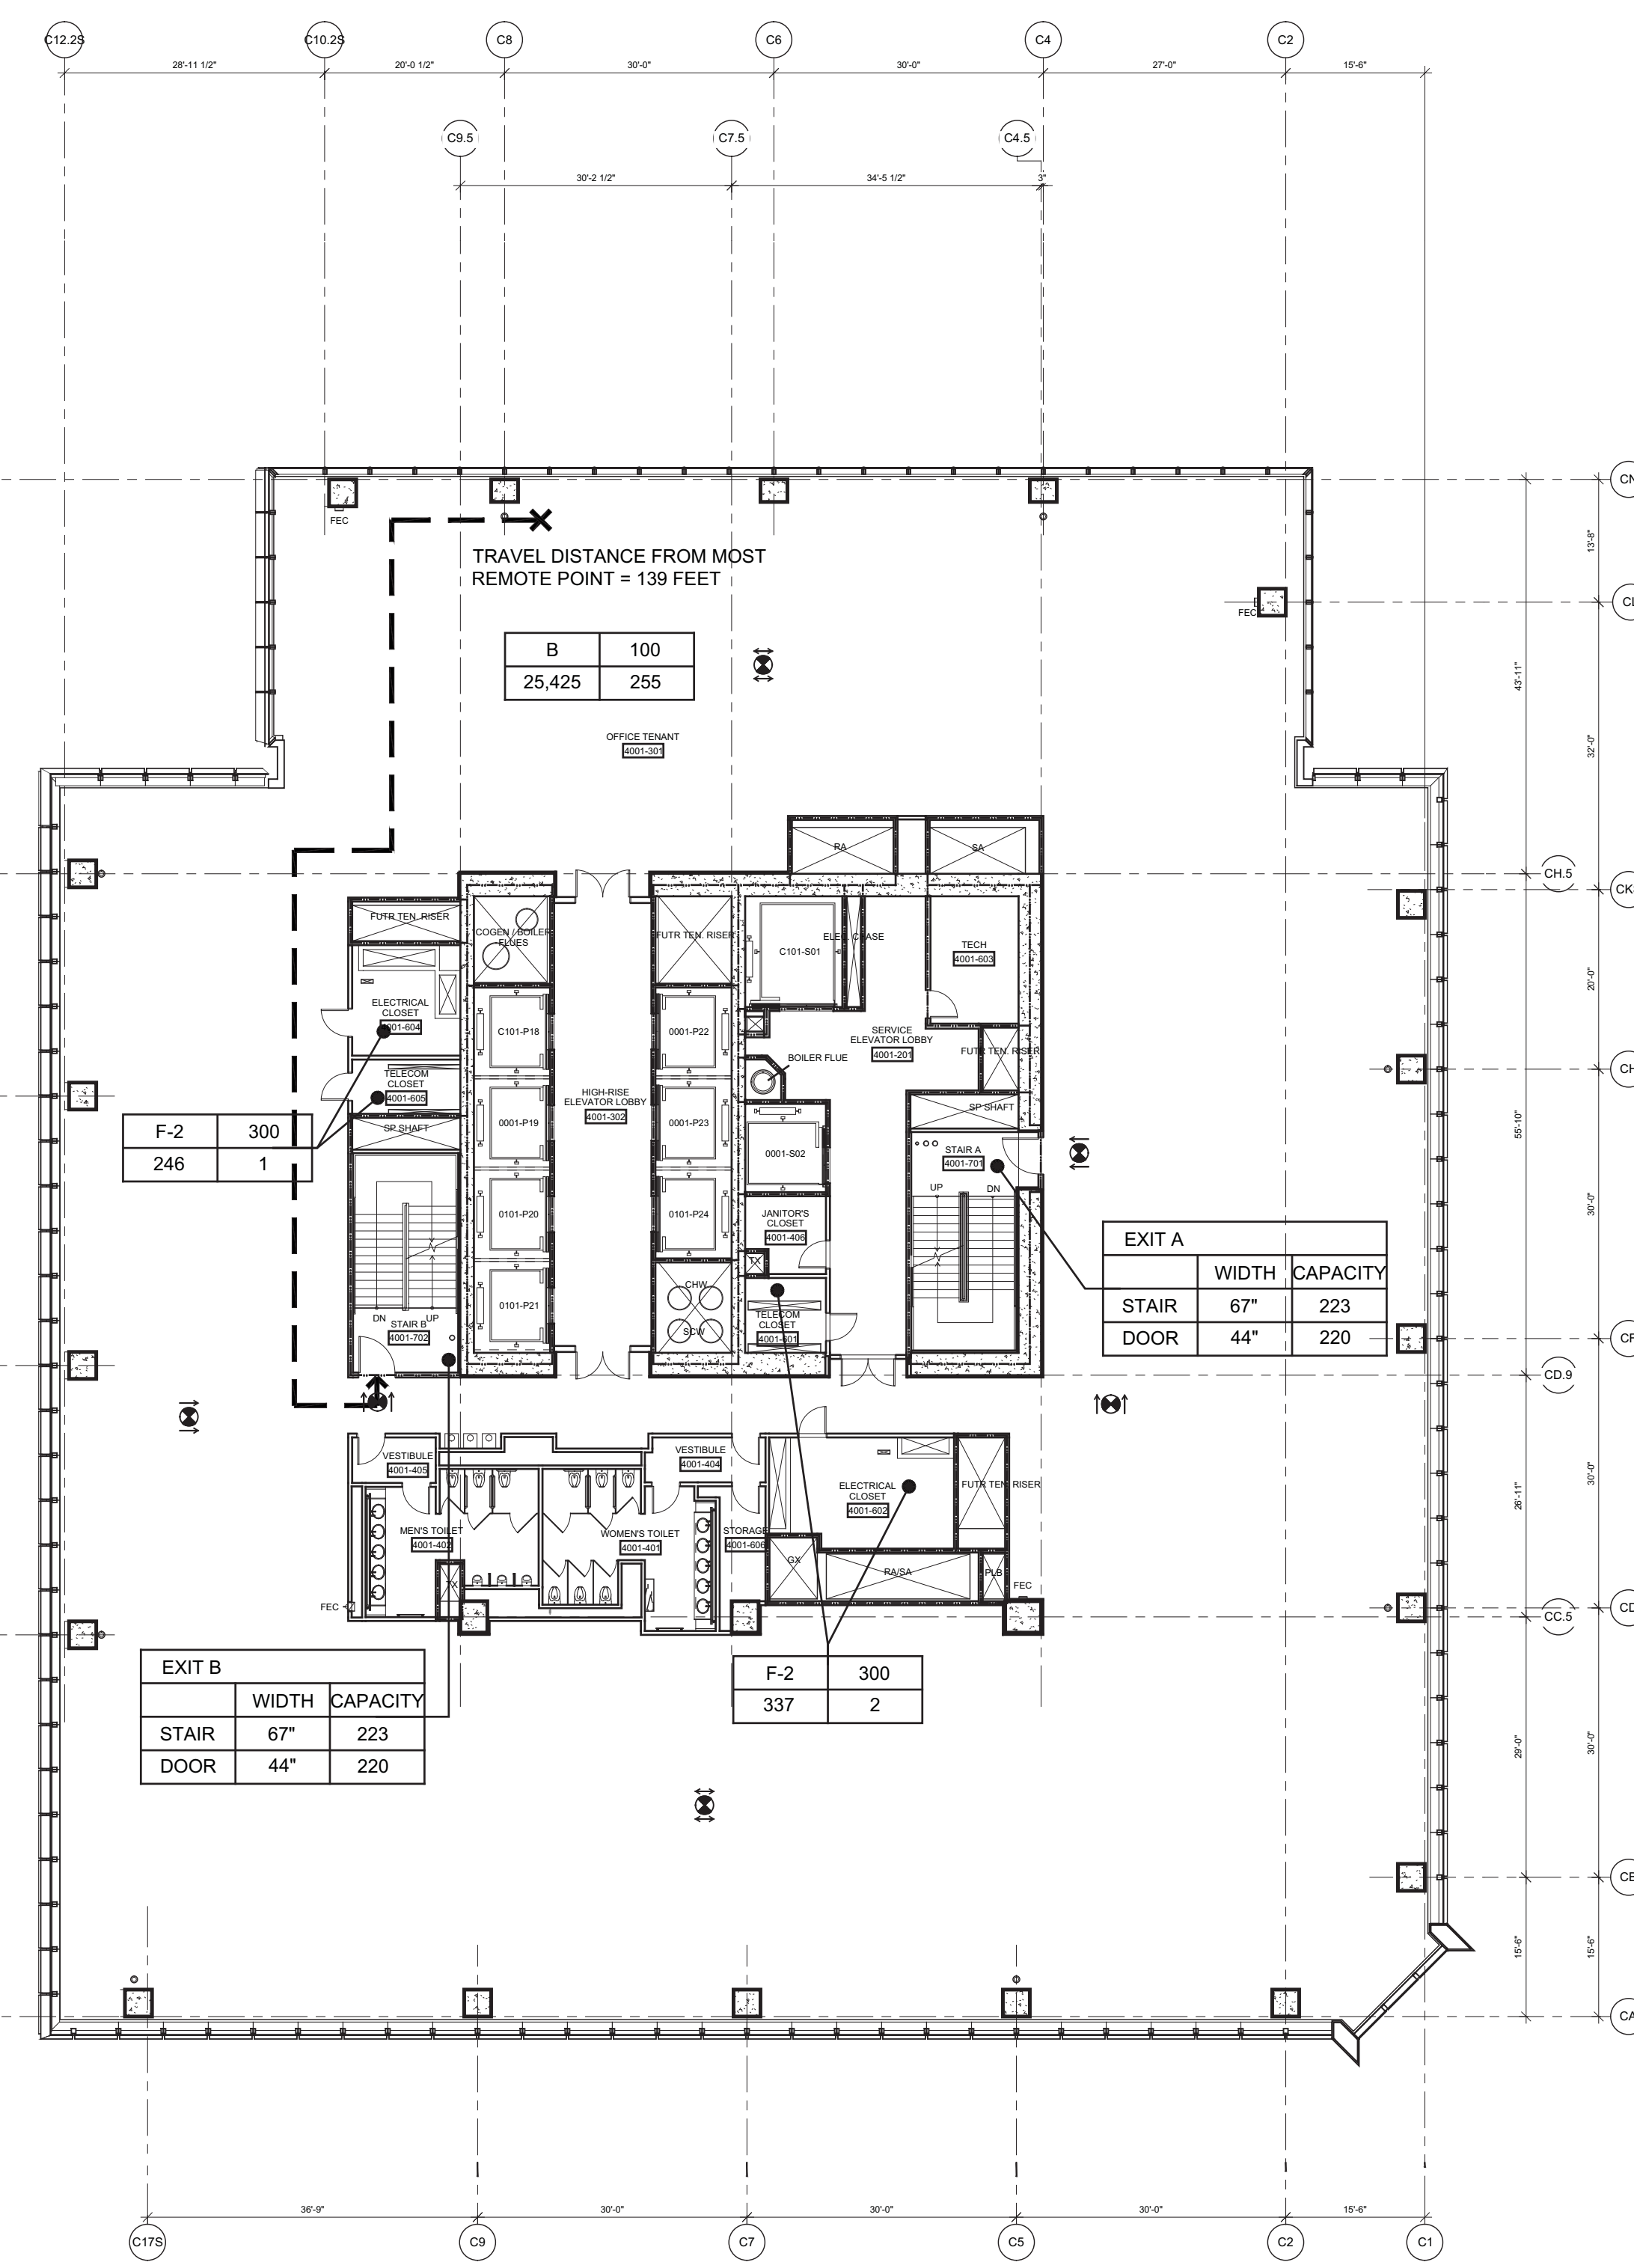 C12.2S
C10.2S
C8
C6
C4
C2
28'-11 1/2"
20'-0 1/2"
30'-0"
30'-0"
27'-0"
15'-6"
C9.5
C7.5
C4.5
30'-2 1/2"
34'-5 1/2"
3"
FEC
TRAVEL DISTANCE FROM MOST
REMOTE POINT = 139 FEET
13'-8"
FEC
B 100
25,425 255
43'-11"
32'-0"
OFFICE TENANT
4001-301
RA
SA
CH.5
FUTR TEN. RISER
COGEN / BOILER
FLUES
FUTR TEN. RISER
C101-S01
ELEC. CHASE
TECH
4001-603
20'-0"
ELECTRICAL
CLOSET
4001-604
C101-P18
0001-P22
SERVICE
ELEVATOR LOBBY
4001-201
FUTR TEN. RISER
BOILER FLUE
TELECOM
CLOSET
4001-605
HIGH-RISE
ELEVATOR LOBBY
4001-302
SP SHAFT
SP SHAFT
0001-P19
0001-P23
0001-S02
55'-10"
F-2 300
246 1
STAIR A
4001-701
UP
DN
0101-P20
0101-P24
JANITOR'S
CLOSET
4001-406
30'-0"
EXIT A
WIDTH CAPACITY
STAIR 67" 223
DOOR 44" 220
TX
CHW
SCW
0101-P21
TELECOM
CLOSET
4001-601
DN
UP
STAIR B
4001-702
CD.9
VESTIBULE
4001-405
VESTIBULE
4001-404
ELECTRICAL
CLOSET
4001-602
FUTR TEN. RISER
26'-11"
30'-0"
MEN'S TOILET
4001-402
WOMEN'S TOILET
4001-401
STORAGE
4001-606
GX
RA/SA
PLB
TX
FEC
FEC
CC.5
EXIT B
WIDTH CAPACITY
STAIR 67" 223
DOOR 44" 220
F-2 300
337 2
29'-0"
30'-0"
15'-6"
15'-6"
CA
36'-9"
30'-0"
30'-0"
30'-0"
15'-6"
C17S
C9
C7
C5
C2
C1